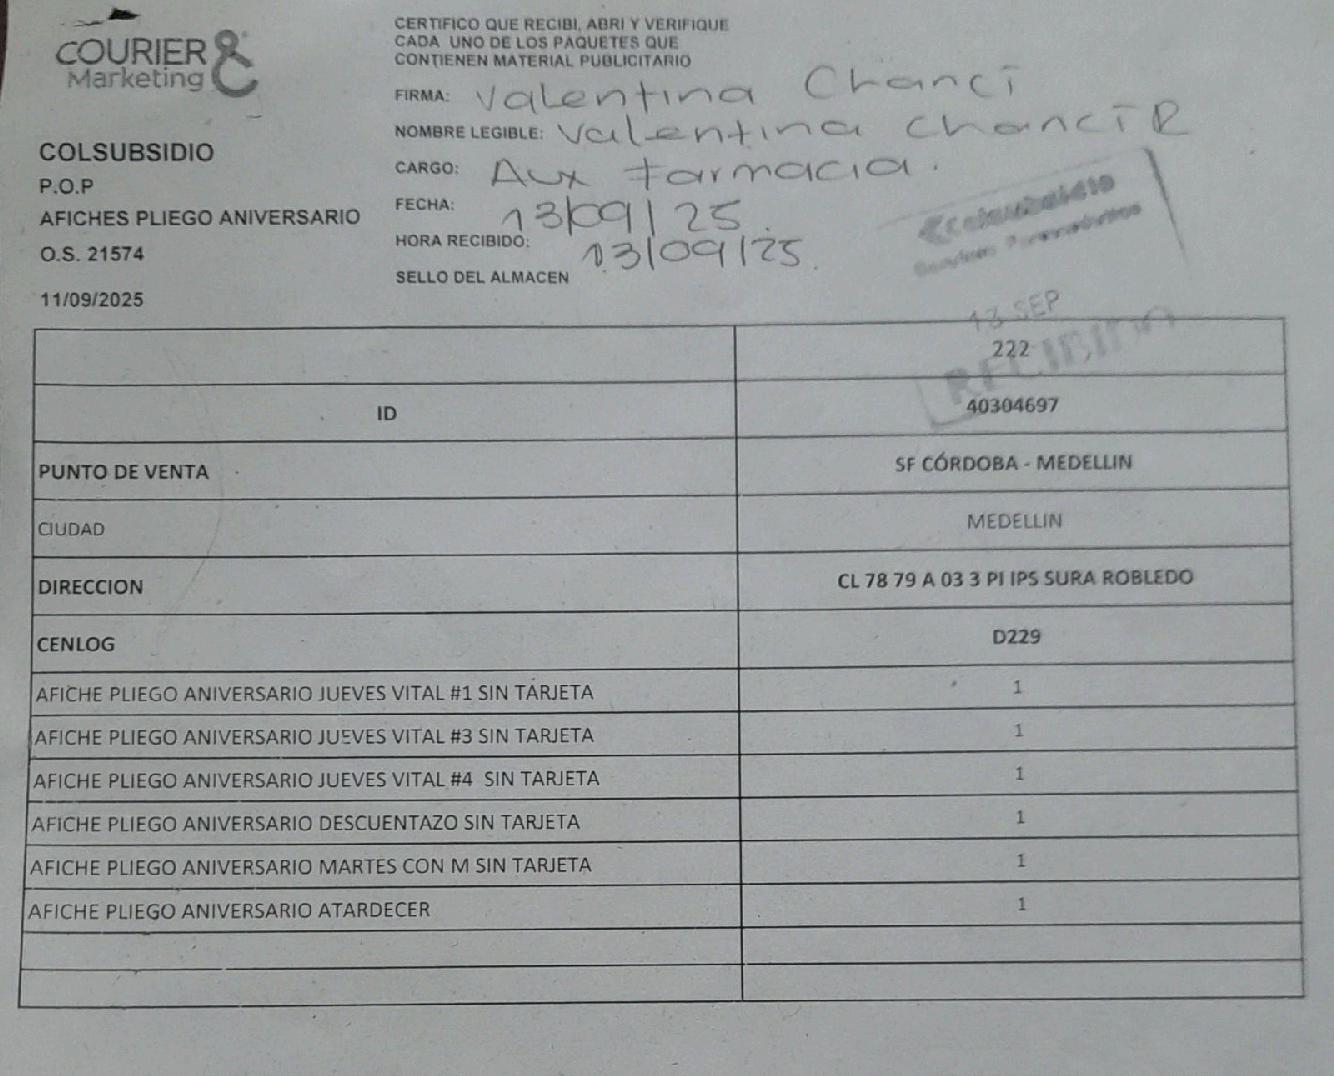 COURIER
Marketing
CERTIFICO QUE RECIBI, ABRI Y VERIFIQUE
CADA UNO DE LOS PAQUETES QUE
CONTIENEN MATERIAL PUBLICITARIO
FIRMA: Valentina Chancí
NOMBRE LEGIBLE: Valentina Chancí R
CARGO: Aux Farmacia.
FECHA: 13/09/25
HORA RECIBIDO: 13/09/25.
SELLO DEL ALMACEN
COLSUBSIDIO
P.O.P
AFICHES PLIEGO ANIVERSARIO
O.S. 21574
11/09/2025
Colsubsidio
13 SEP
RECIBIDO
222
ID 40304697
PUNTO DE VENTA SF CÓRDOBA - MEDELLIN
CIUDAD MEDELLIN
DIRECCION CL 78 79 A 03 3 PI IPS SURA ROBLEDO
CENLOG D229
AFICHE PLIEGO ANIVERSARIO JUEVES VITAL #1 SIN TARJETA 1
AFICHE PLIEGO ANIVERSARIO JUEVES VITAL #3 SIN TARJETA 1
AFICHE PLIEGO ANIVERSARIO JUEVES VITAL #4 SIN TARJETA 1
AFICHE PLIEGO ANIVERSARIO DESCUENTAZO SIN TARJETA 1
AFICHE PLIEGO ANIVERSARIO MARTES CON M SIN TARJETA 1
AFICHE PLIEGO ANIVERSARIO ATARDECER 1